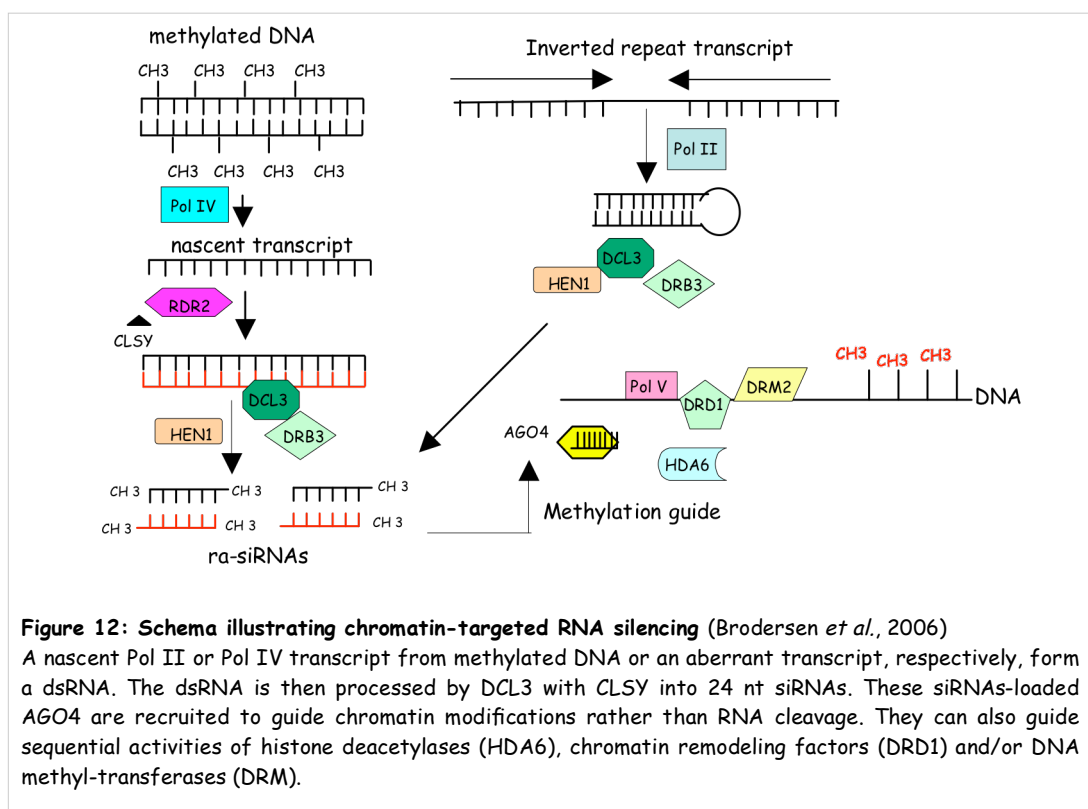 methylated DNA
CH3 CH3 CH3 CH3
CH3 CH3 CH3 CH3
Pol IV
nascent transcript
RDR2
CLSY
DCL3
HEN1
DRB3
CH 3 CH 3 CH 3
CH 3 CH 3 CH 3
ra-siRNAs
Inverted repeat transcript
Pol II
DCL3
HEN1
DRB3
CH3 CH3 CH3
Pol V
DRD1
DRM2
DNA
AGO4
HDA6
Methylation guide
Figure 12: Schema illustrating chromatin-targeted RNA silencing (Brodersen et al., 2006)
A nascent Pol II or Pol IV transcript from methylated DNA or an aberrant transcript, respectively, form
a dsRNA. The dsRNA is then processed by DCL3 with CLSY into 24 nt siRNAs. These siRNAs-loaded
AGO4 are recruited to guide chromatin modifications rather than RNA cleavage. They can also guide
sequential activities of histone deacetylases (HDA6), chromatin remodeling factors (DRD1) and/or DNA
methyl-transferases (DRM).